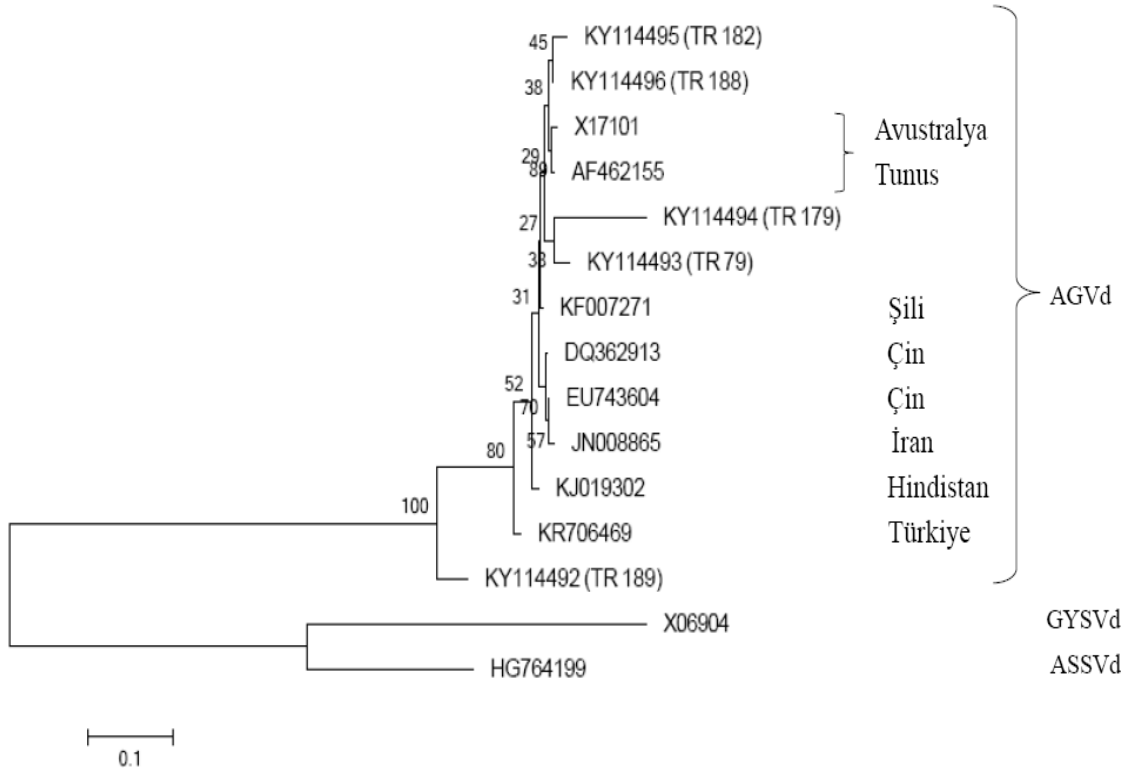 45
KY114495 (TR 182)
38
KY114496 (TR 188)
X17101
Avustralya
29
89
AF462155
Tunus
KY114494 (TR 179)
27
38
KY114493 (TR 79)
31
KF007271
Şili
AGVd
DQ362913
Çin
52
70
EU743604
Çin
57
JN008865
İran
80
KJ019302
Hindistan
100
KR706469
Türkiye
KY114492 (TR 189)
X06904
GYSVd
HG764199
ASSVd
0.1